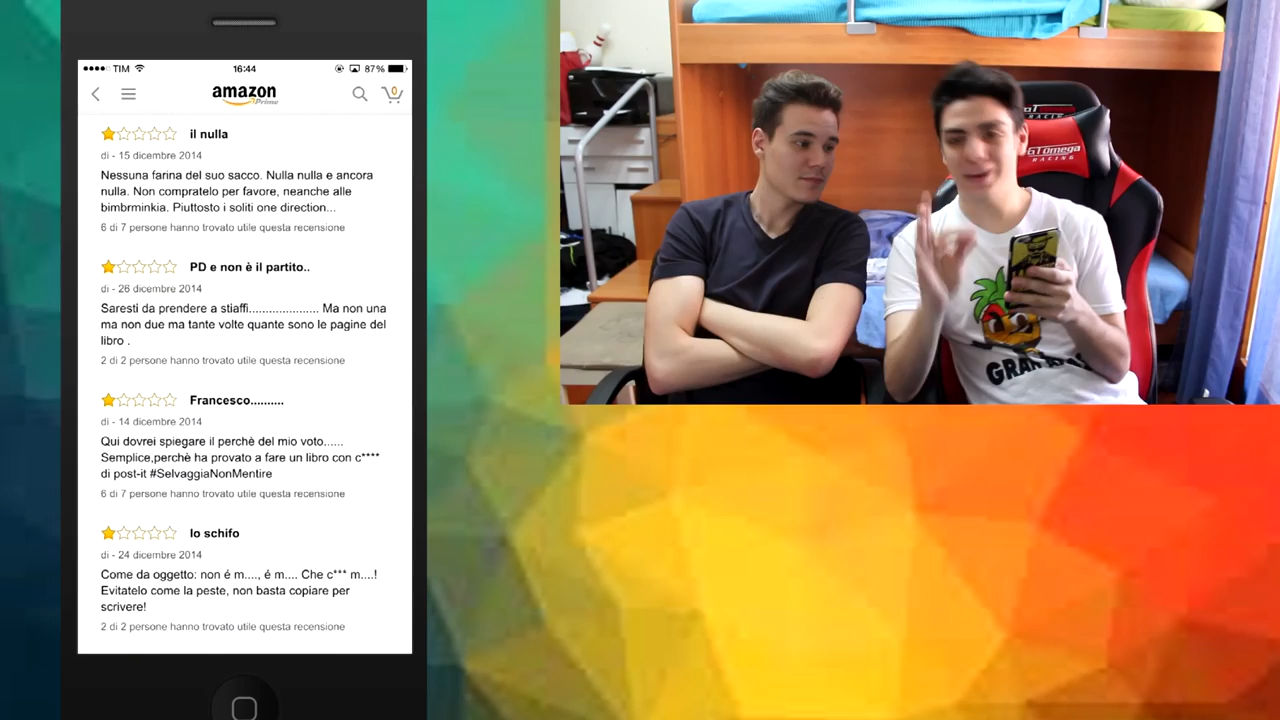 TIM
16:44
87%
amazon
Prime
0
il nulla
di - 15 dicembre 2014
Nessuna farina del suo sacco. Nulla nulla e ancora
nulla. Non compratelo per favore, neanche alle
bimbrminkia. Piuttosto i soliti one direction...
6 di 7 persone hanno trovato utile questa recensione
PD e non è il partito..
di - 26 dicembre 2014
Saresti da prendere a stiaffi...................... Ma non una
ma non due ma tante volte quante sono le pagine del
libro .
2 di 2 persone hanno trovato utile questa recensione
Francesco..........
di - 14 dicembre 2014
Qui dovrei spiegare il perchè del mio voto......
Semplice,perchè ha provato a fare un libro con c****
di post-it #SelvaggiaNonMentire
6 di 7 persone hanno trovato utile questa recensione
lo schifo
di - 24 dicembre 2014
Come da oggetto: non é m...., é m.... Che c*** m....!
Evitatelo come la peste, non basta copiare per
scrivere!
2 di 2 persone hanno trovato utile questa recensione
RACING
GTOmega
RACING